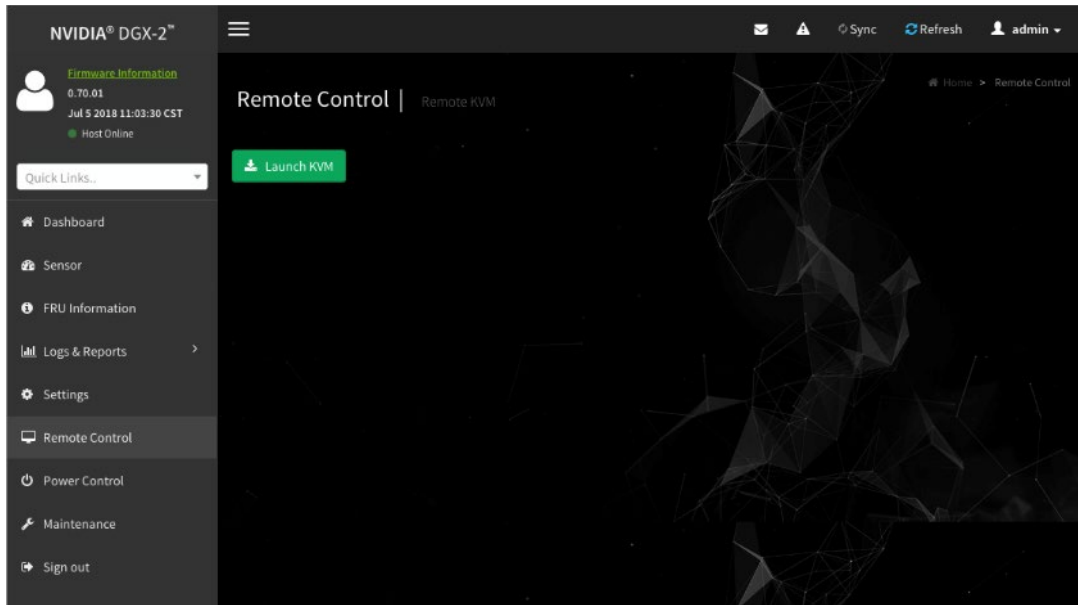 NVIDIA® DGX-2™
Sync
Refresh
admin
Firmware Information
0.70.01
Jul 5 2018 11:03:30 CST
Host Online
Quick Links..
Dashboard
Sensor
FRU Information
Logs & Reports
Settings
Remote Control
Power Control
Maintenance
Sign out
Remote Control | Remote KVM
Home > Remote Control
Launch KVM